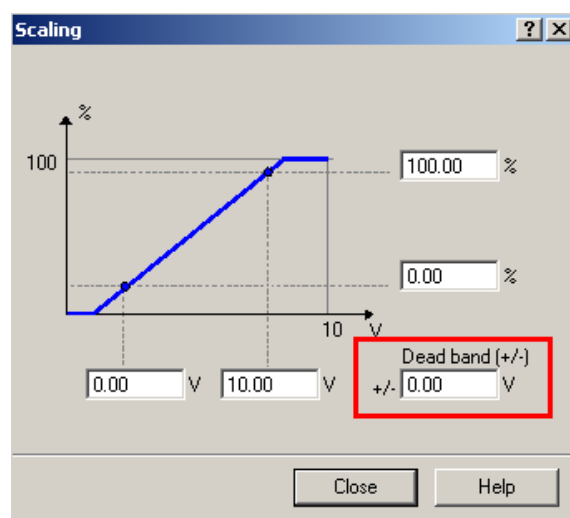 Scaling
%
100
100.00 %
0.00 %
10 V
Dead band (+/-)
0.00 V 10.00 V +/- 0.00 V
Close Help